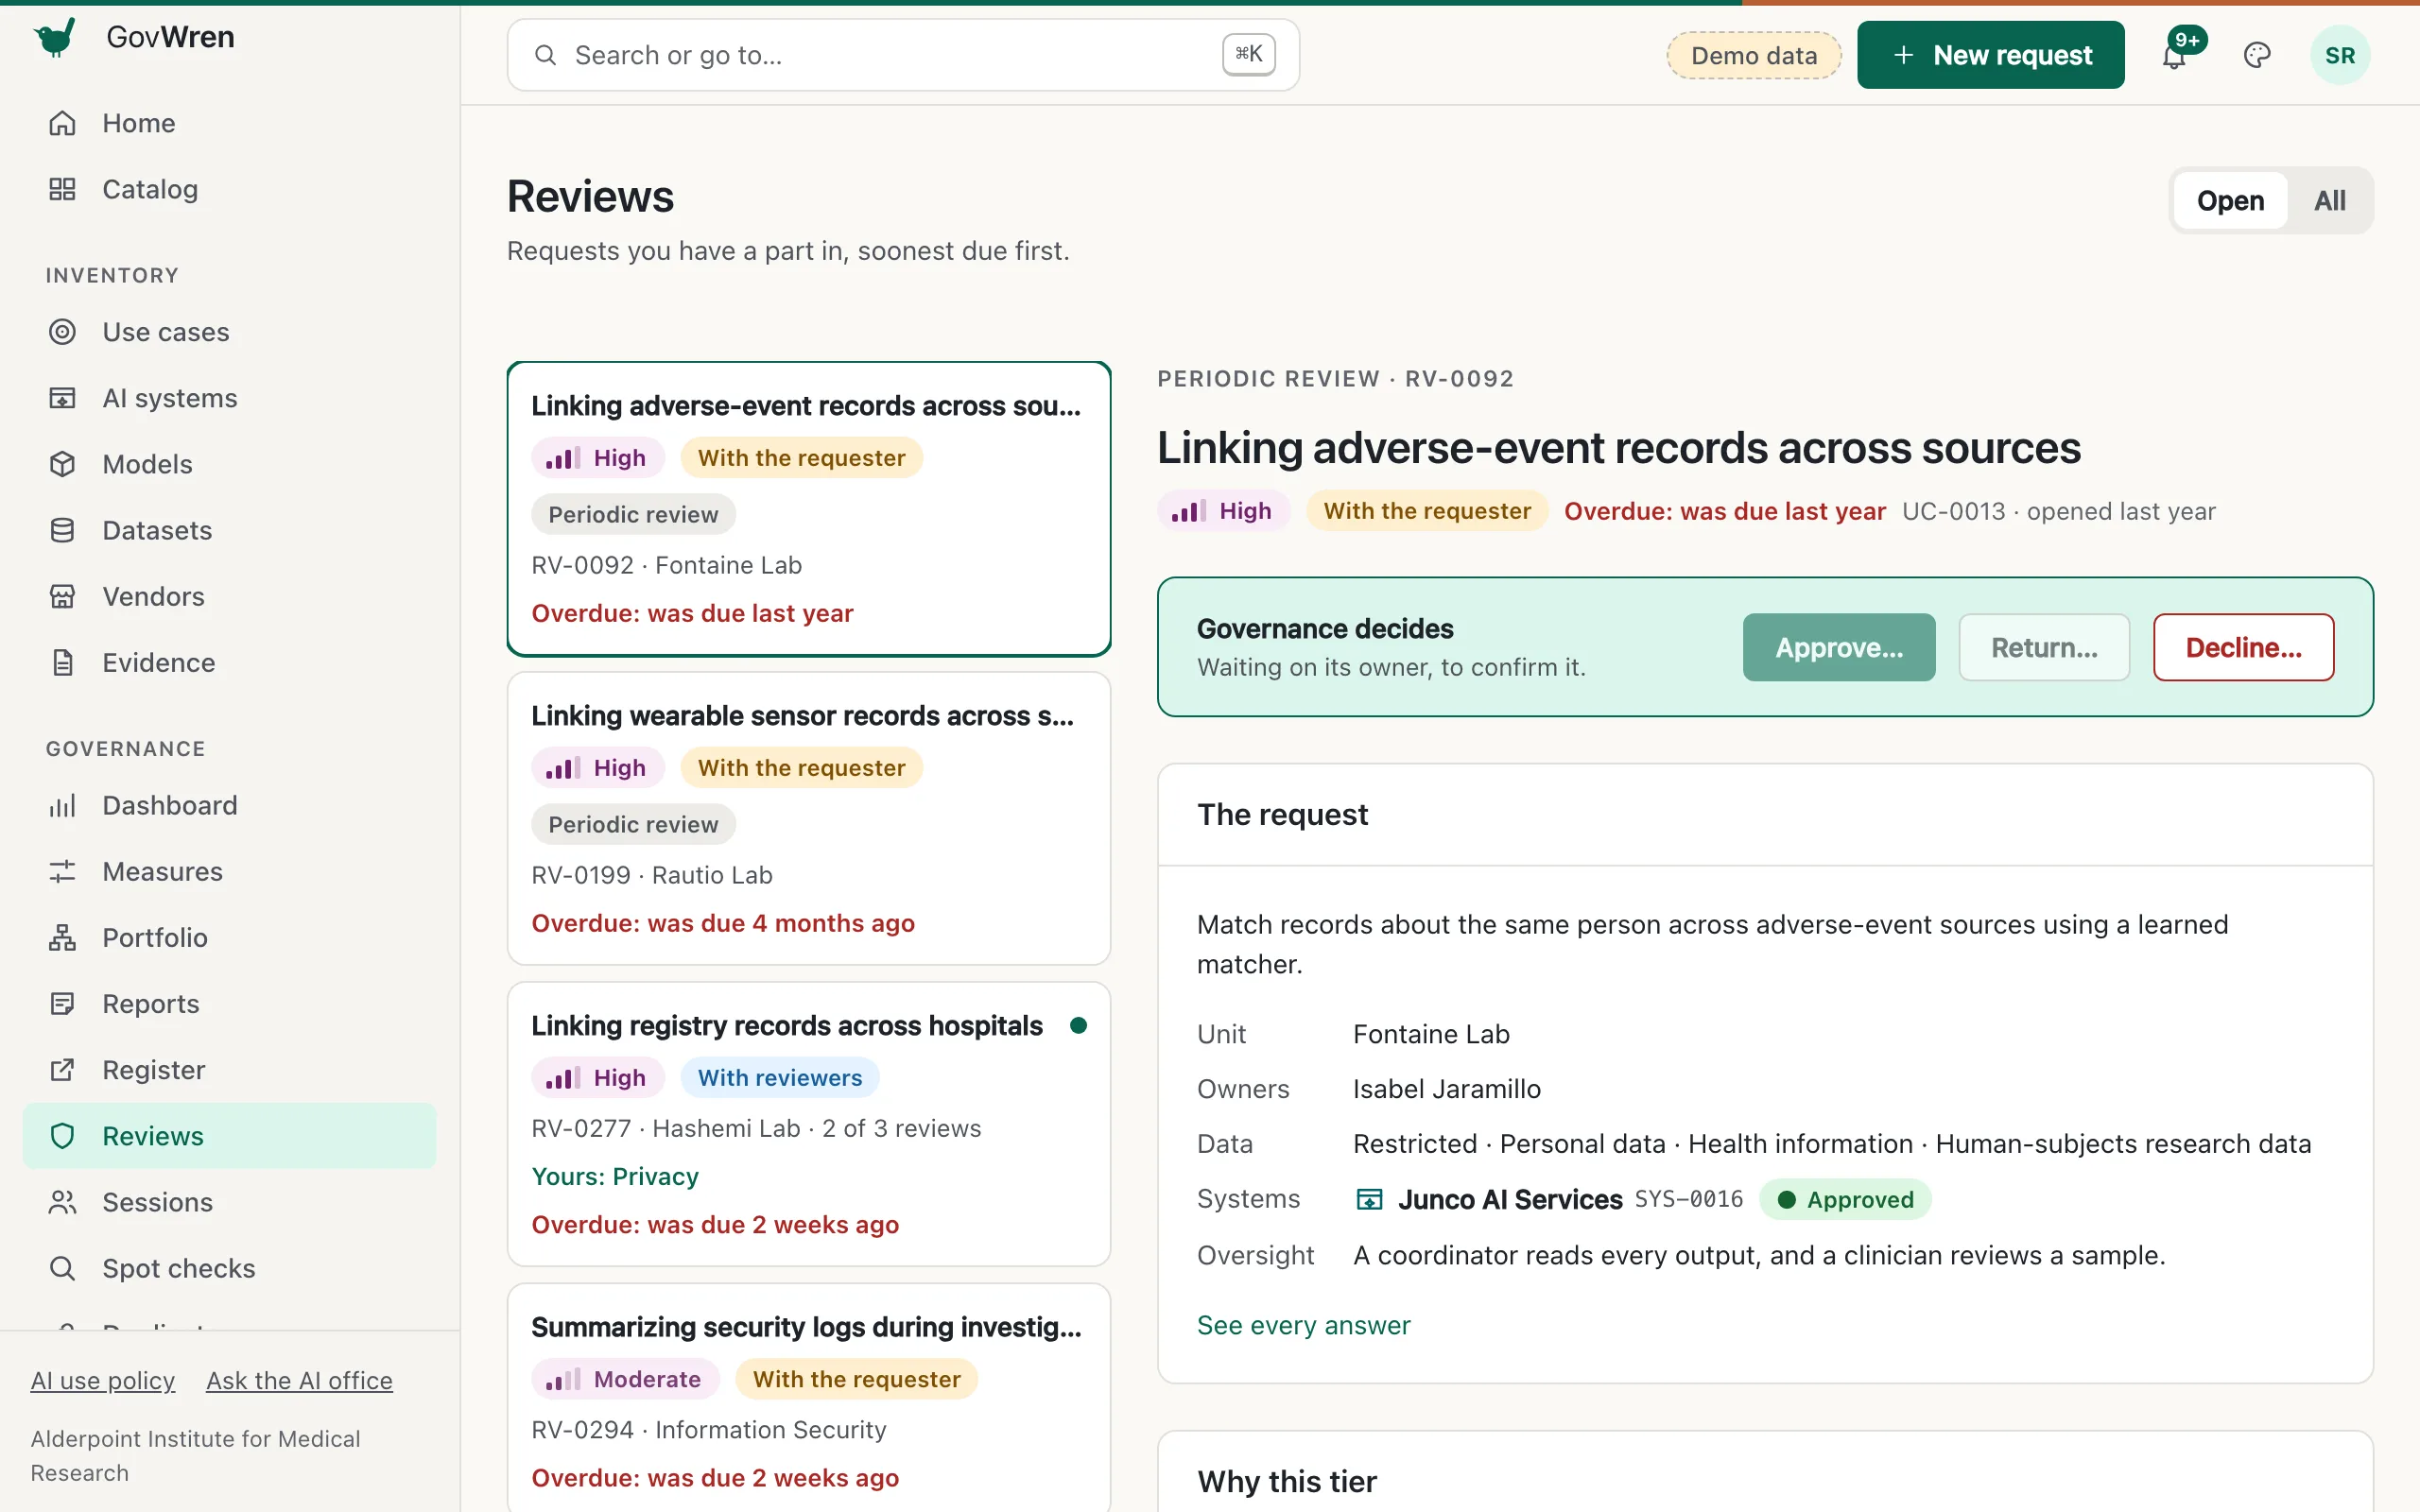 GovWren
Search or go to...
⌘K
Demo data
+ New request
9+
SR
Home
Catalog
INVENTORY
Use cases
AI systems
Models
Datasets
Vendors
Evidence
GOVERNANCE
Dashboard
Measures
Portfolio
Reports
Register
Reviews
Sessions
Spot checks
AI use policy
Ask the AI office
Alderpoint Institute for Medical
Research
Reviews
Requests you have a part in, soonest due first.
Open
All
Linking adverse-event records across sou...
High
With the requester
Periodic review
RV-0092 · Fontaine Lab
Overdue: was due last year
Linking wearable sensor records across s...
High
With the requester
Periodic review
RV-0199 · Rautio Lab
Overdue: was due 4 months ago
Linking registry records across hospitals
High
With reviewers
RV-0277 · Hashemi Lab · 2 of 3 reviews
Yours: Privacy
Overdue: was due 2 weeks ago
Summarizing security logs during investig...
Moderate
With the requester
RV-0294 · Information Security
Overdue: was due 2 weeks ago
PERIODIC REVIEW · RV-0092
Linking adverse-event records across sources
High
With the requester
Overdue: was due last year
UC-0013 · opened last year
Governance decides
Waiting on its owner, to confirm it.
Approve...
Return...
Decline...
The request
Match records about the same person across adverse-event sources using a learned
matcher.
Unit
Fontaine Lab
Owners
Isabel Jaramillo
Data
Restricted · Personal data · Health information · Human-subjects research data
Systems
Junco AI Services SYS-0016 Approved
Oversight
A coordinator reads every output, and a clinician reviews a sample.
See every answer
Why this tier